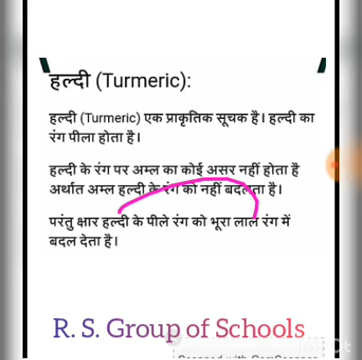 हल्दी (Turmeric):
हल्दी (Turmeric) एक प्राकृतिक सूचक है। हल्दी का
रंग पीला होता है।
हल्दी के रंग पर अम्ल का कोई असर नहीं होता है
अर्थात अम्ल हल्दी के रंग को नहीं बदलता है।
परंतु क्षार हल्दी के पीले रंग को भूरा लाल रंग में
बदल देता है।
R. S. Group of Schools